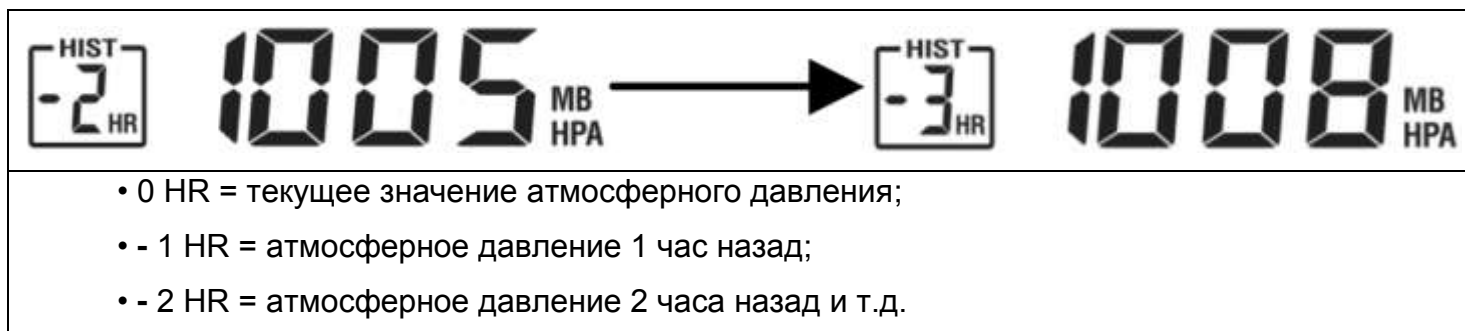 HIST
-2 HR 1005 MB HPA
HIST
-3 HR 1008 MB HPA
• 0 HR = текущее значение атмосферного давления;
• - 1 HR = атмосферное давление 1 час назад;
• - 2 HR = атмосферное давление 2 часа назад и т.д.